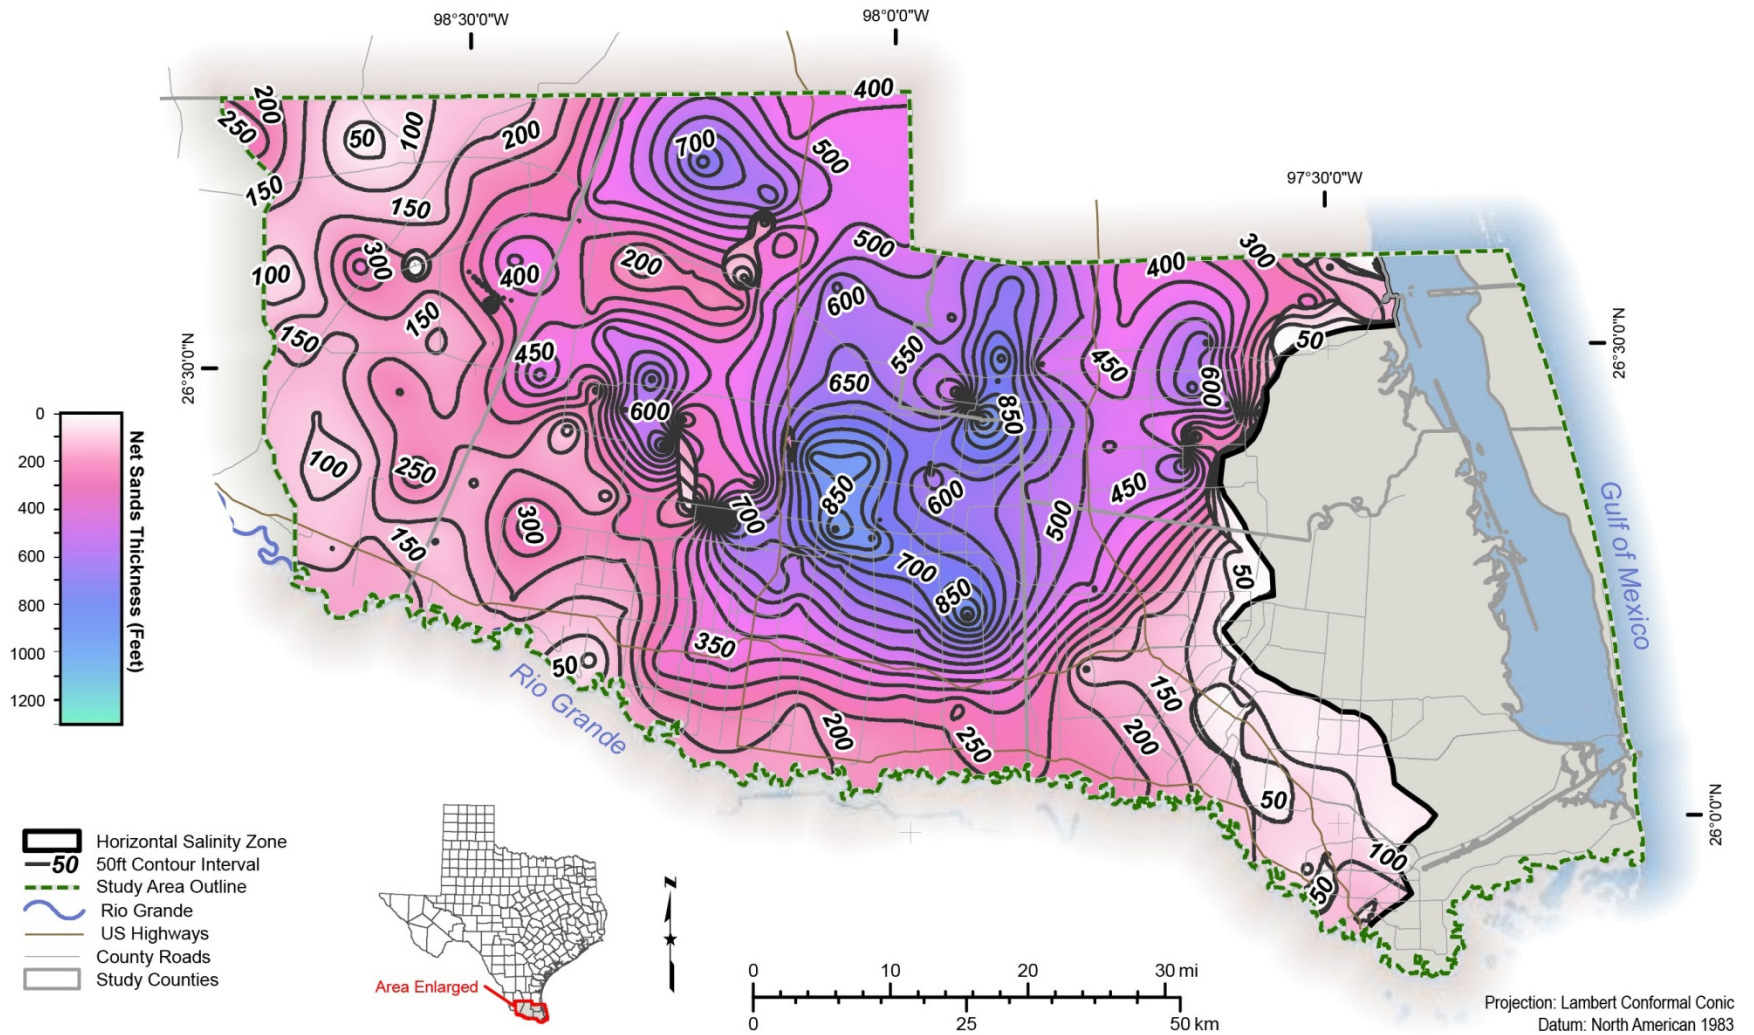 98°30'0"W
98°0'0"W
97°30'0"W
400
200
250
50
100
200
700
500
150
150
500
400
300
100
300
400
200
600
150
150
450
550
650
450
600
50
26°30'0"N
26°30'0"N
600
850
100
250
300
700
850
600
450
500
150
700
850
50
350
50
150
200
250
200
50
100
50
Gulf of Mexico
Rio Grande
26°0'0"N
0
200
400
600
800
1000
1200
Net Sands Thickness (Feet)
Horizontal Salinity Zone
50 50ft Contour Interval
Study Area Outline
Rio Grande
US Highways
County Roads
Study Counties
Area Enlarged
N
0 10 20 30 mi
0 25 50 km
Projection: Lambert Conformal Conic
Datum: North American 1983